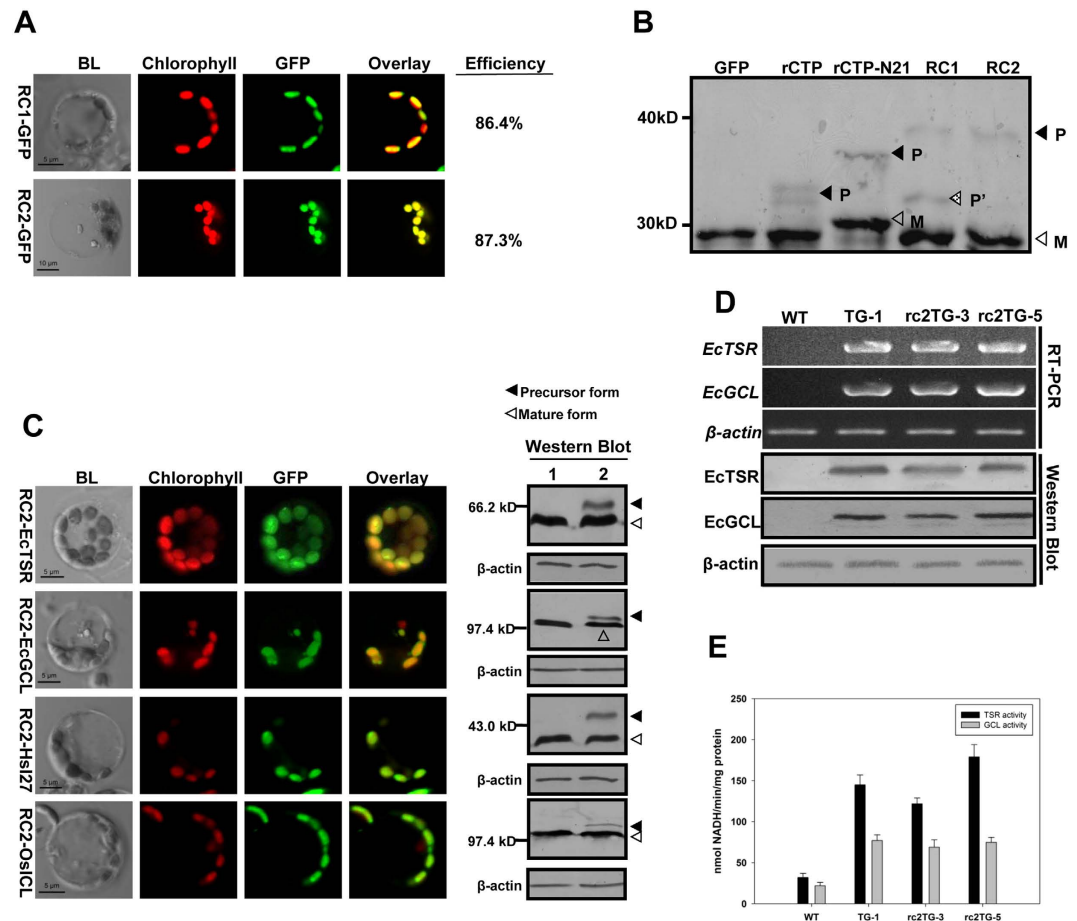 A
BL Chlorophyll GFP Overlay Efficiency
RC1-GFP
5 μm
86.4%
RC2-GFP
10 μm
87.3%
B
GFP rCTP rCTP-N21 RC1 RC2
40kD
P
P
P
P'
30kD
M
M
C
Precursor form
Mature form
BL Chlorophyll GFP Overlay
Western Blot
1 2
RC2-EcTSR
5 μm
66.2 kD
β-actin
RC2-EcGCL
5 μm
97.4 kD
β-actin
RC2-Hsl27
5 μm
43.0 kD
β-actin
RC2-OsICL
5 μm
97.4 kD
β-actin
D
WT TG-1 rc2TG-3 rc2TG-5
EcTSR
EcGCL
β-actin
RT-PCR
EcTSR
EcGCL
β-actin
Western Blot
E
250
200
150
100
50
0
nmol NADH/min/mg protein
TSR activity
GCL activity
WT TG-1 rc2TG-3 rc2TG-5